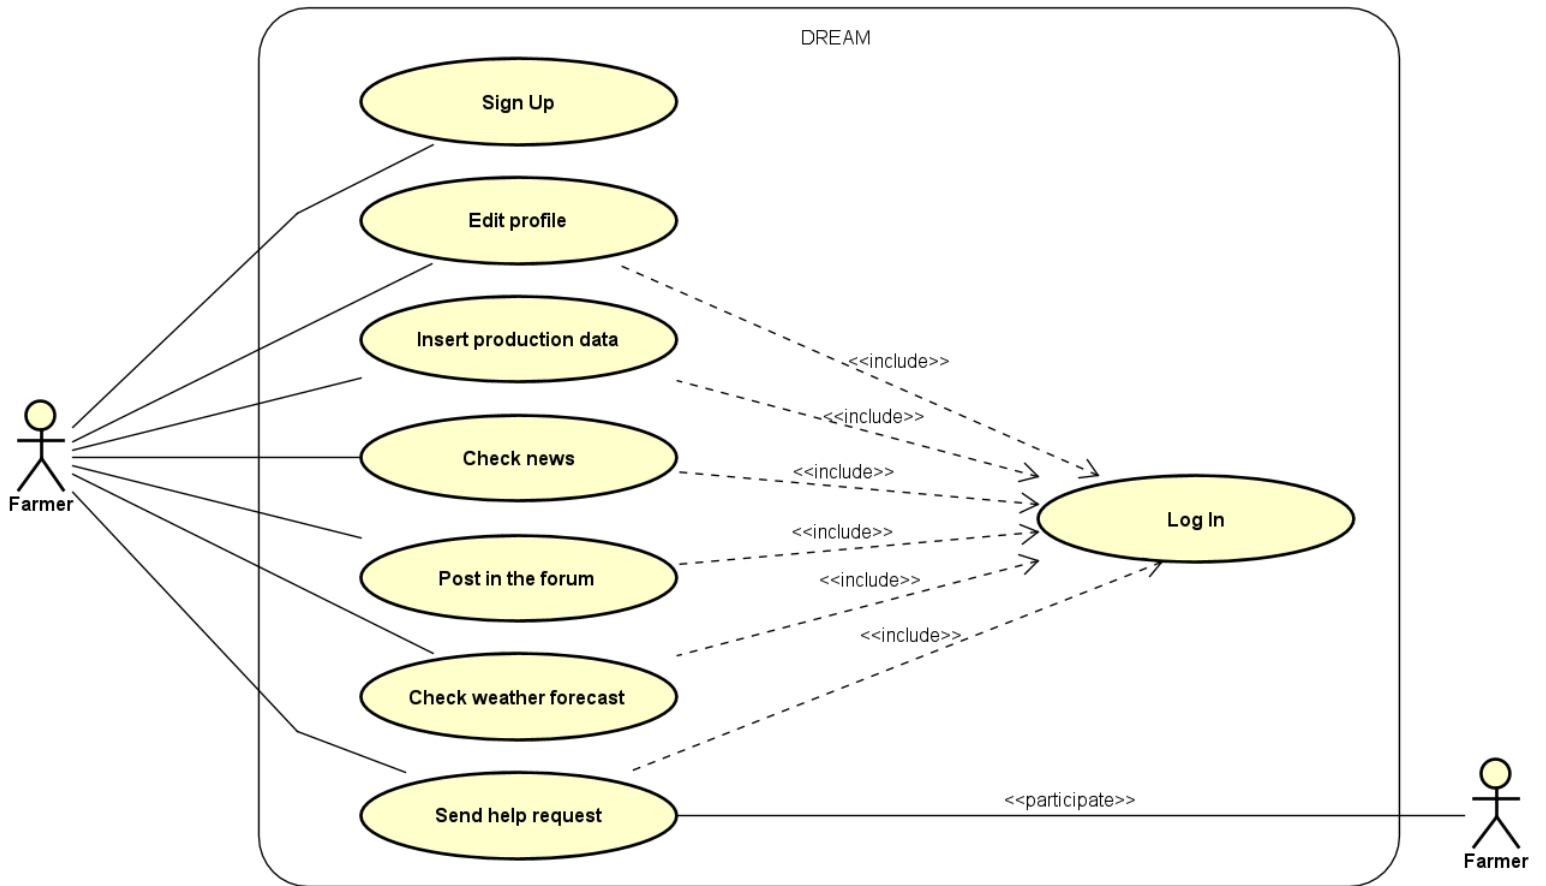 DREAM
Sign Up
Edit profile
Insert production data
<<include>>
<<include>>
Check news
<<include>>
Farmer
Log In
<<include>>
Post in the forum
<<include>>
<<include>>
Check weather forecast
Send help request
<<participate>>
Farmer